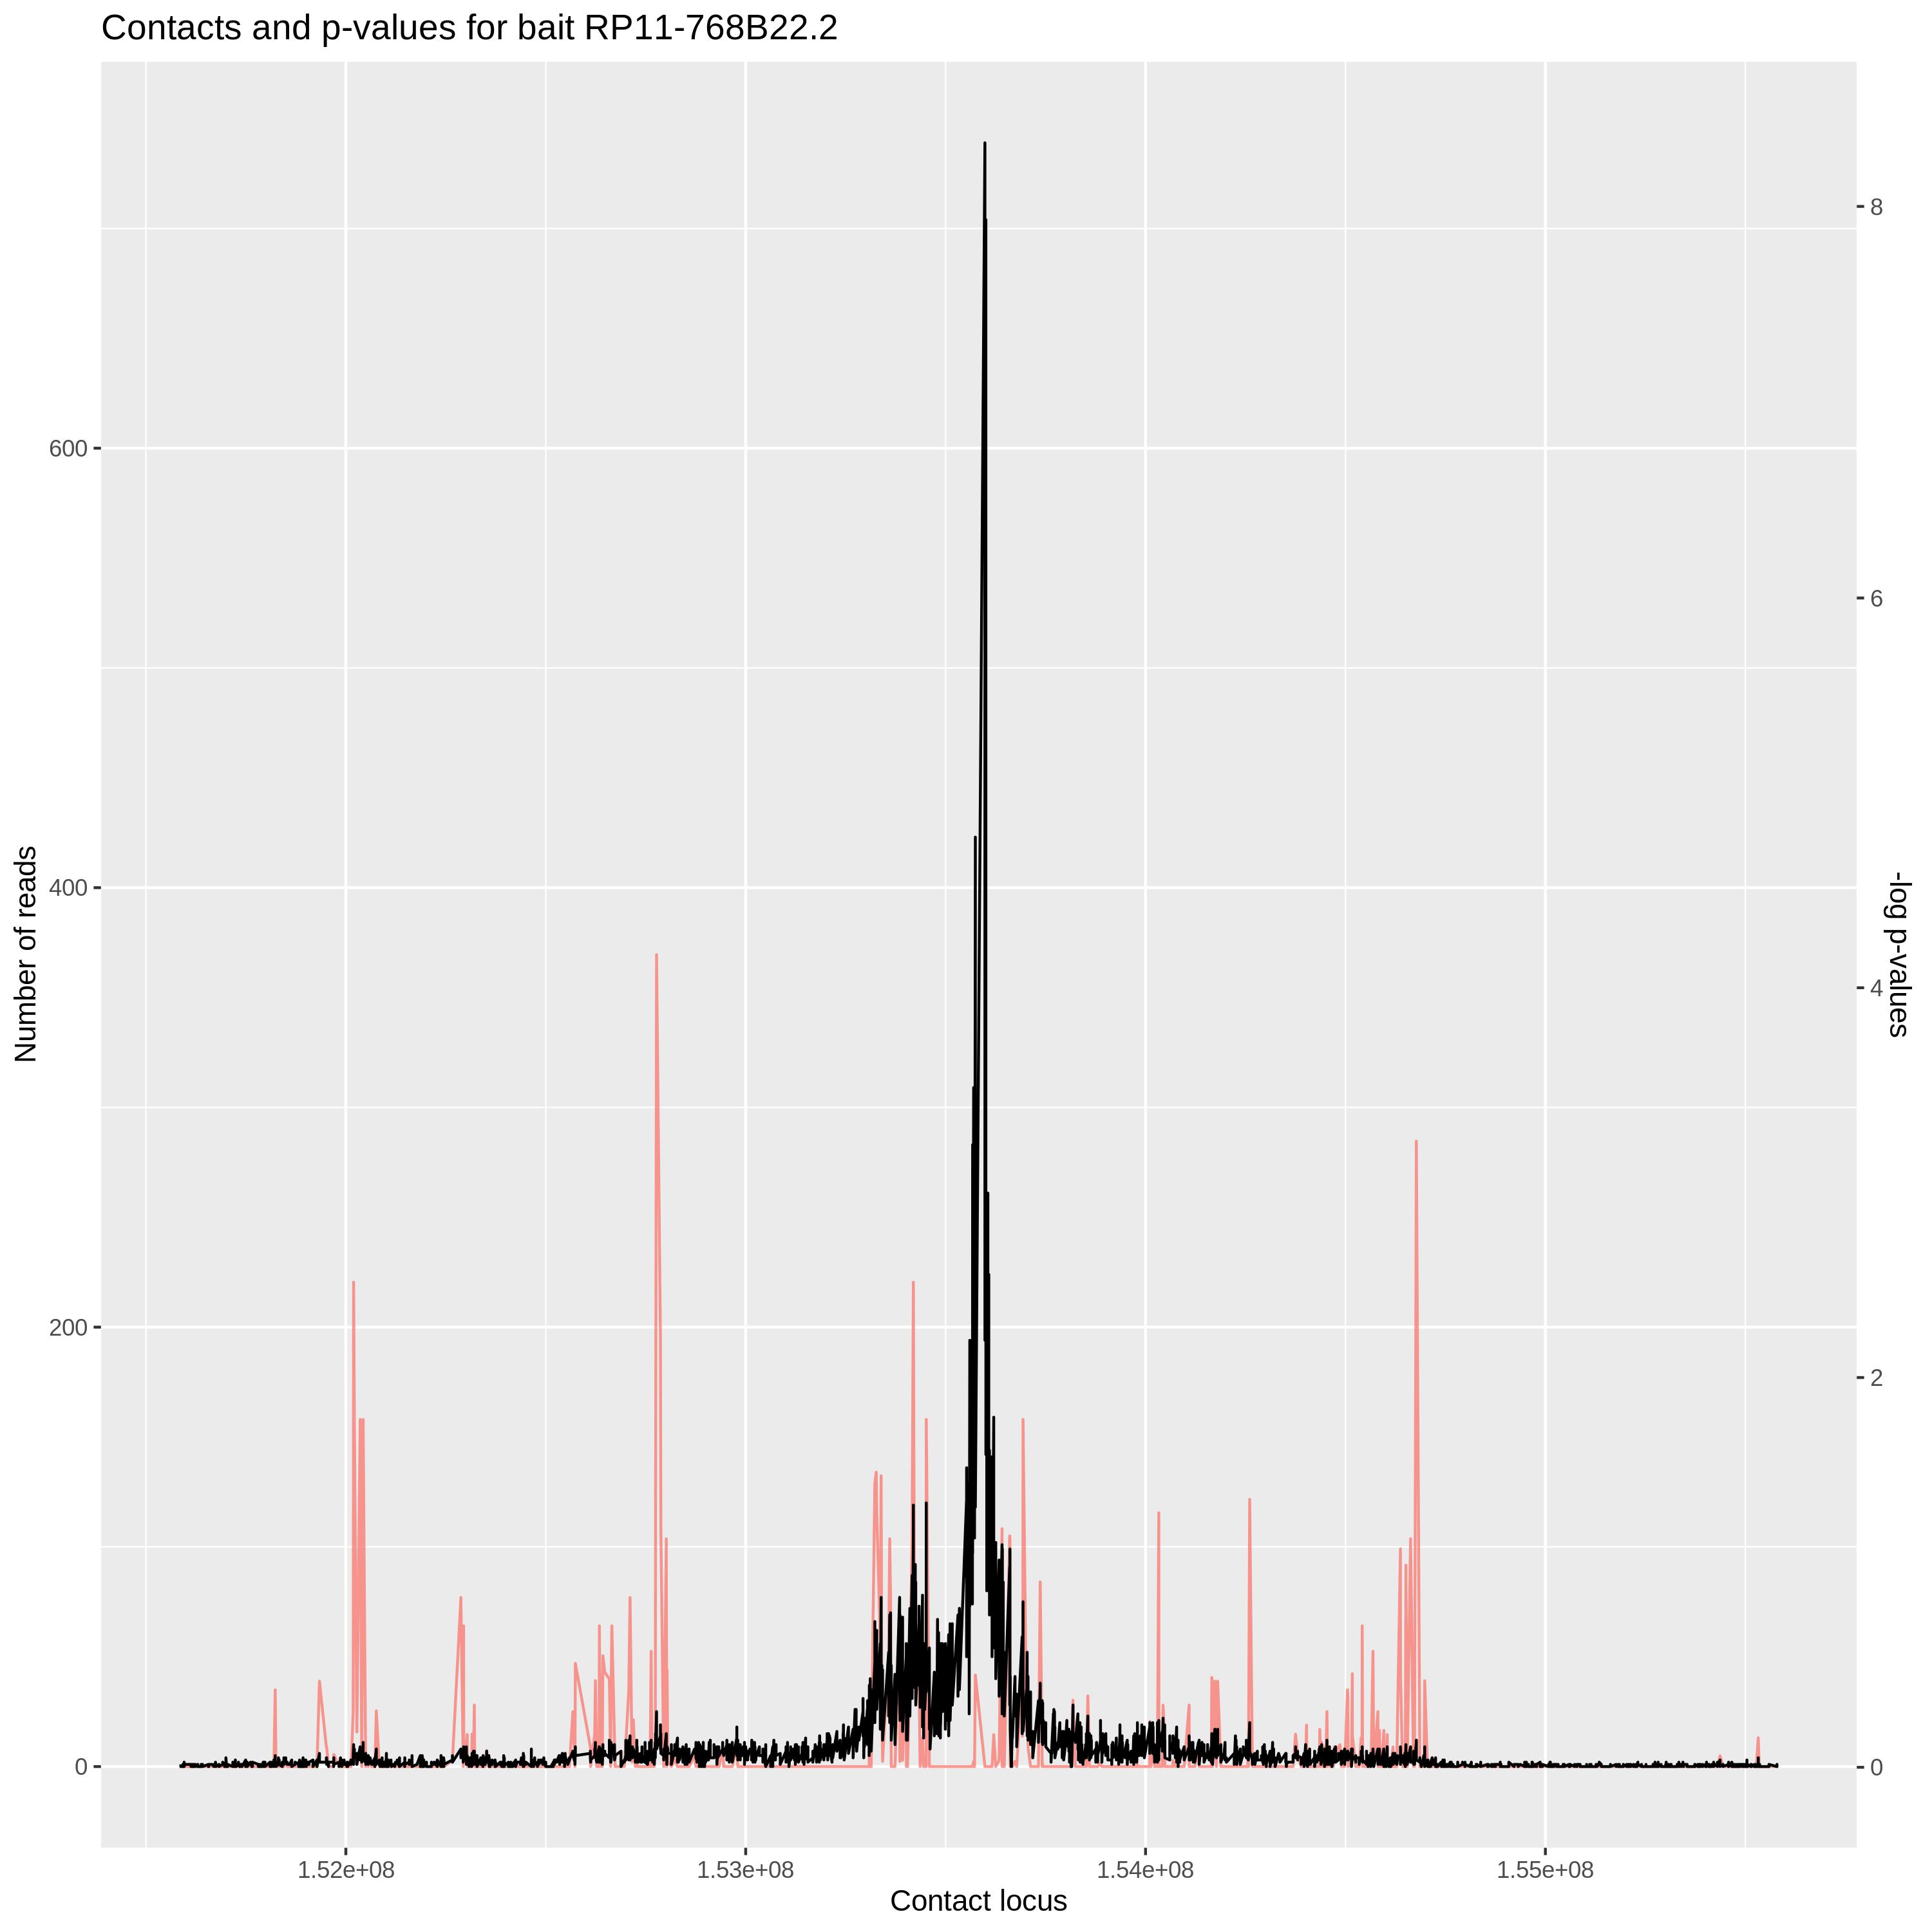 Contacts and p-values for bait RP11-768B22.2
Number of reads
600
400
200
0
8
6
4
2
0
-log p-values
1.52e+08 1.53e+08 1.54e+08 1.55e+08
Contact locus